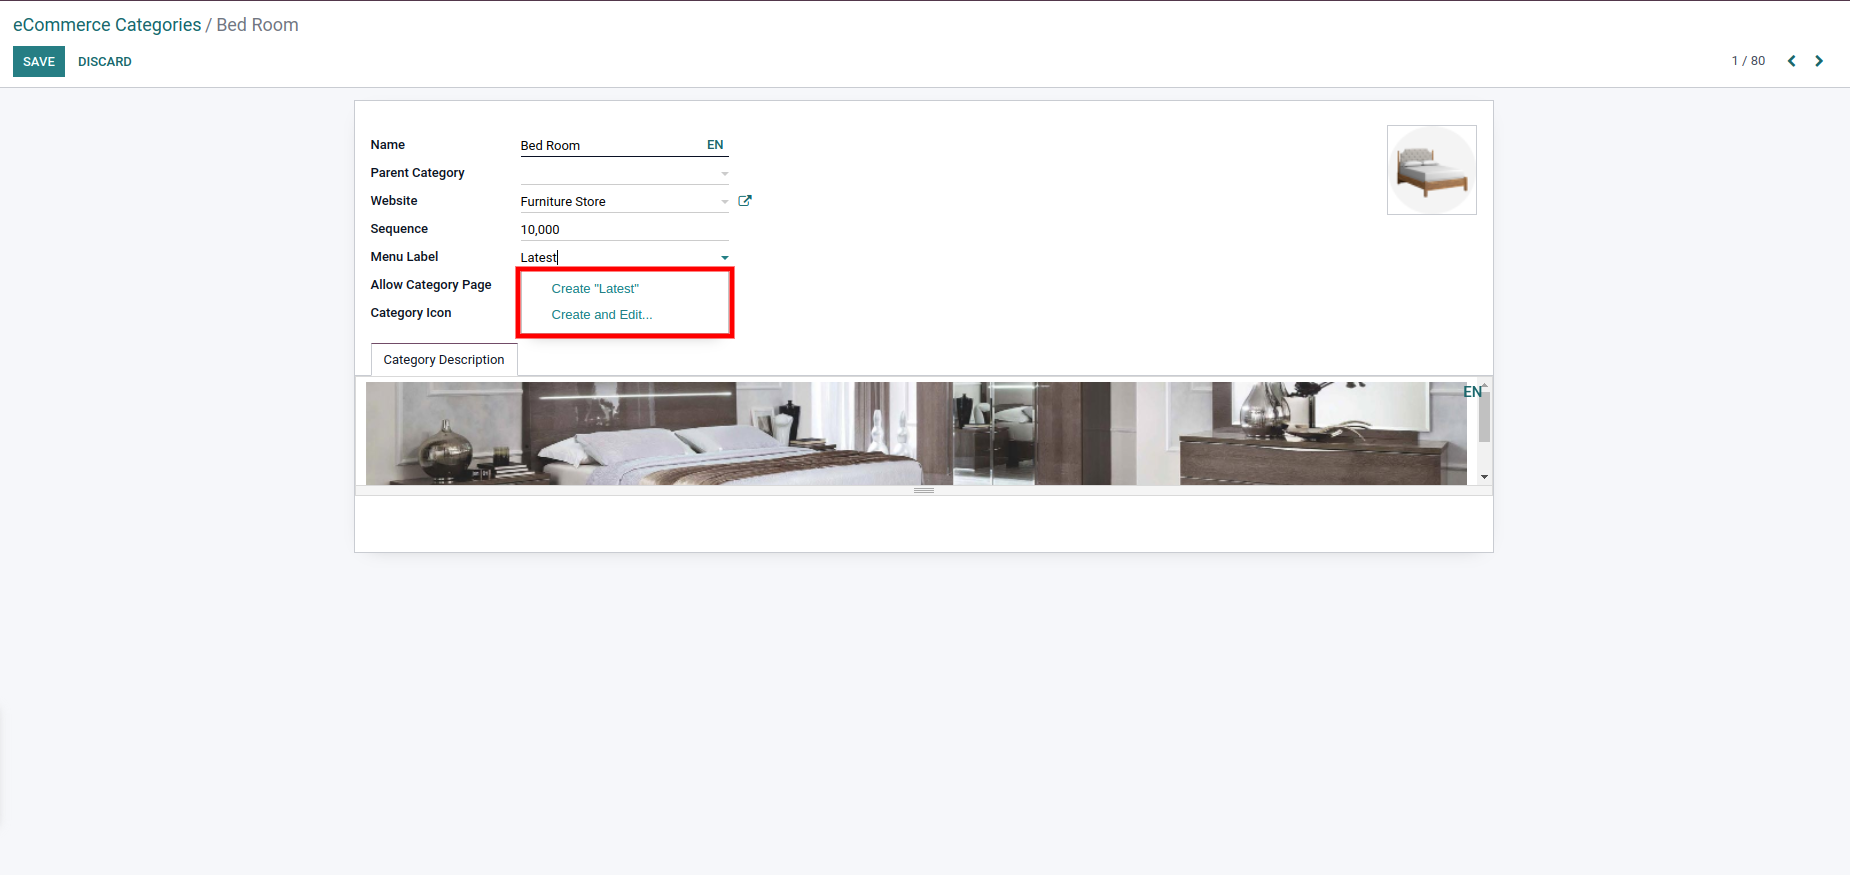 eCommerce Categories / Bed Room
SAVE DISCARD 1 / 80
Name Bed Room EN
Parent Category
Website Furniture Store
Sequence 10,000
Menu Label Latest
Allow Category Page
Create "Latest"
Category Icon
Create and Edit...
Category Description
EN